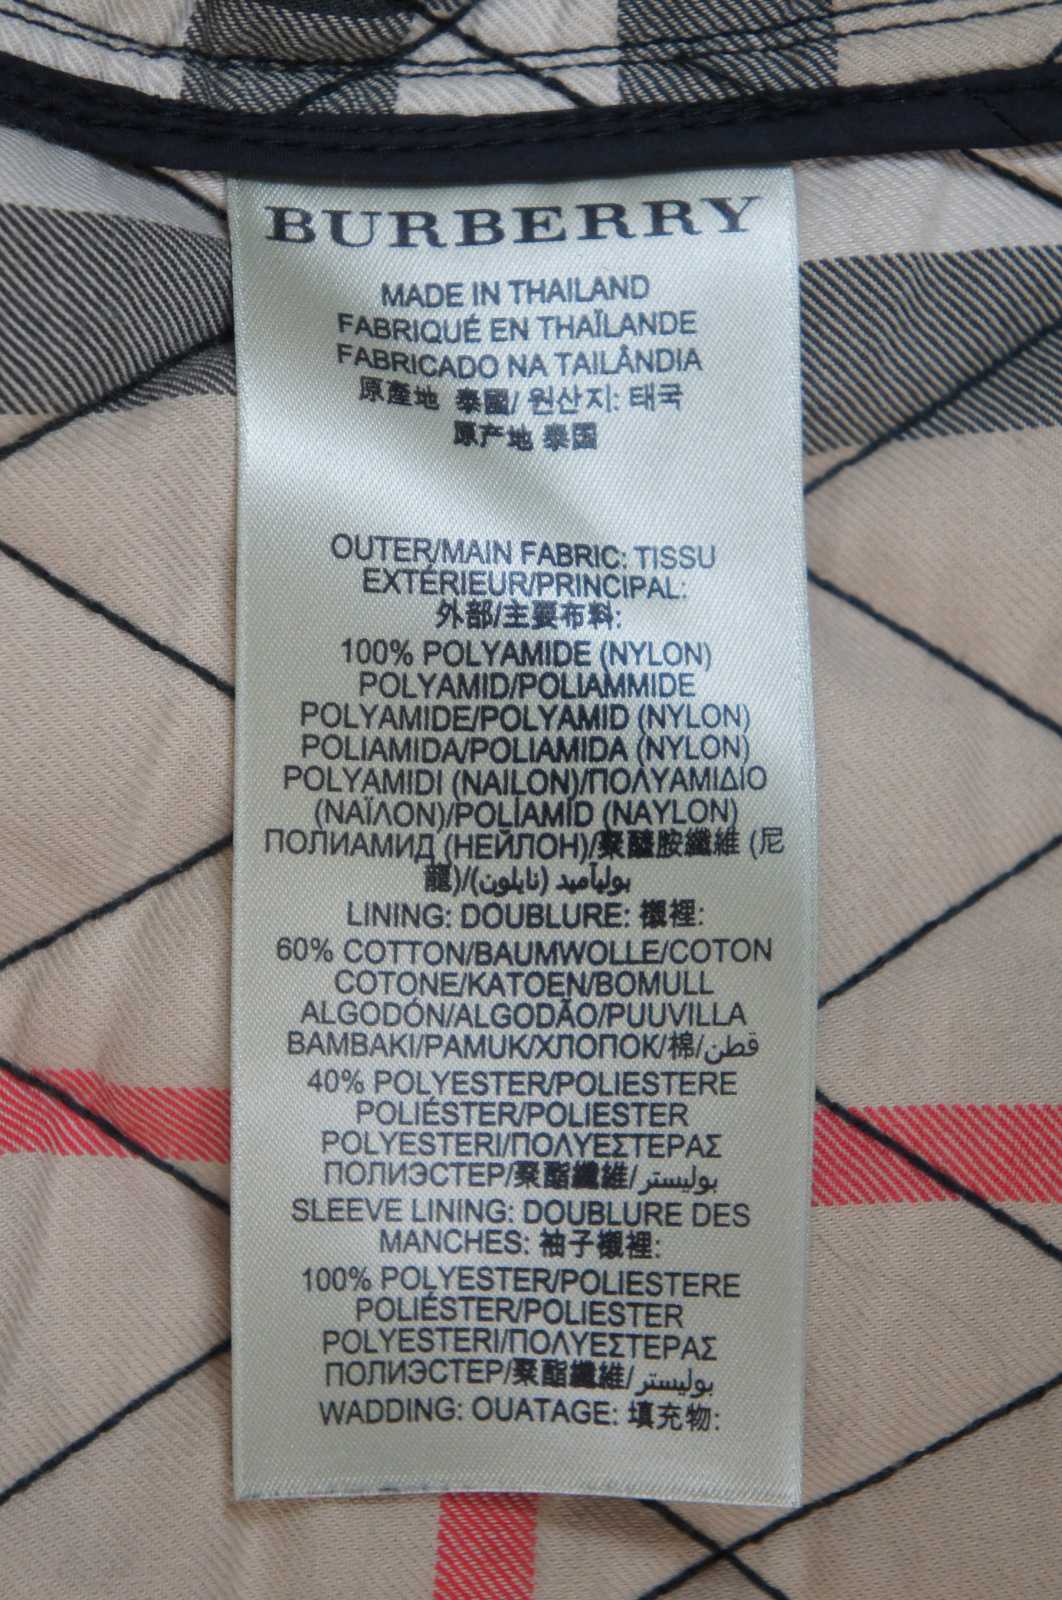 BURBERRY
MADE IN THAILAND
FABRIQUÉ EN THAÏLANDE
FABRICADO NA TAILÂNDIA
原產地 泰國/ 원산지: 태국
原产地 泰国
OUTER/MAIN FABRIC: TISSU
EXTÉRIEUR/PRINCIPAL:
外部/主要布料:
100% POLYAMIDE (NYLON)
POLYAMID/POLIAMMIDE
POLYAMIDE/POLYAMID (NYLON)
POLIAMIDA/POLIAMIDA (NYLON)
POLYAMIDI (NAILON)/ΠΟΛΥΑΜΙΔΙΟ
(ΝΑΪΛΟΝ)/POLİAMİD (NAYLON)
ПОЛИАМИД (НЕЙЛОН)/聚醯胺纖維 (尼
龍)/بوليآميد (نايلون)
LINING: DOUBLURE: 襯裡:
60% COTTON/BAUMWOLLE/COTON
COTONE/KATOEN/BOMULL
ALGODÓN/ALGODÃO/PUUVILLA
BAMBAKI/PAMUK/ХЛОПОК/棉/قطن
40% POLYESTER/POLIESTERE
POLIÉSTER/POLIESTER
POLYESTERI/ΠΟΛΥΕΣΤΕΡΑΣ
ПОЛИЭСТЕР/聚酯纖維/بوليستر
SLEEVE LINING: DOUBLURE DES
MANCHES: 袖子襯裡:
100% POLYESTER/POLIESTERE
POLIÉSTER/POLIESTER
POLYESTERI/ΠΟΛΥΕΣΤΕΡΑΣ
ПОЛИЭСТЕР/聚酯纖維/بوليستر
WADDING: OUATAGE: 填充物: